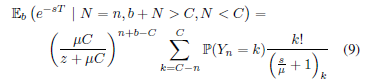 𝔼_b (e^{-sT} | N = n, b + N > C, N < C) =
(μC / (z + μC))^{n+b−C} ∑_{k=C−n}^{C} ℙ(Y_n = k) k! / (s/μ + 1)_k (9)